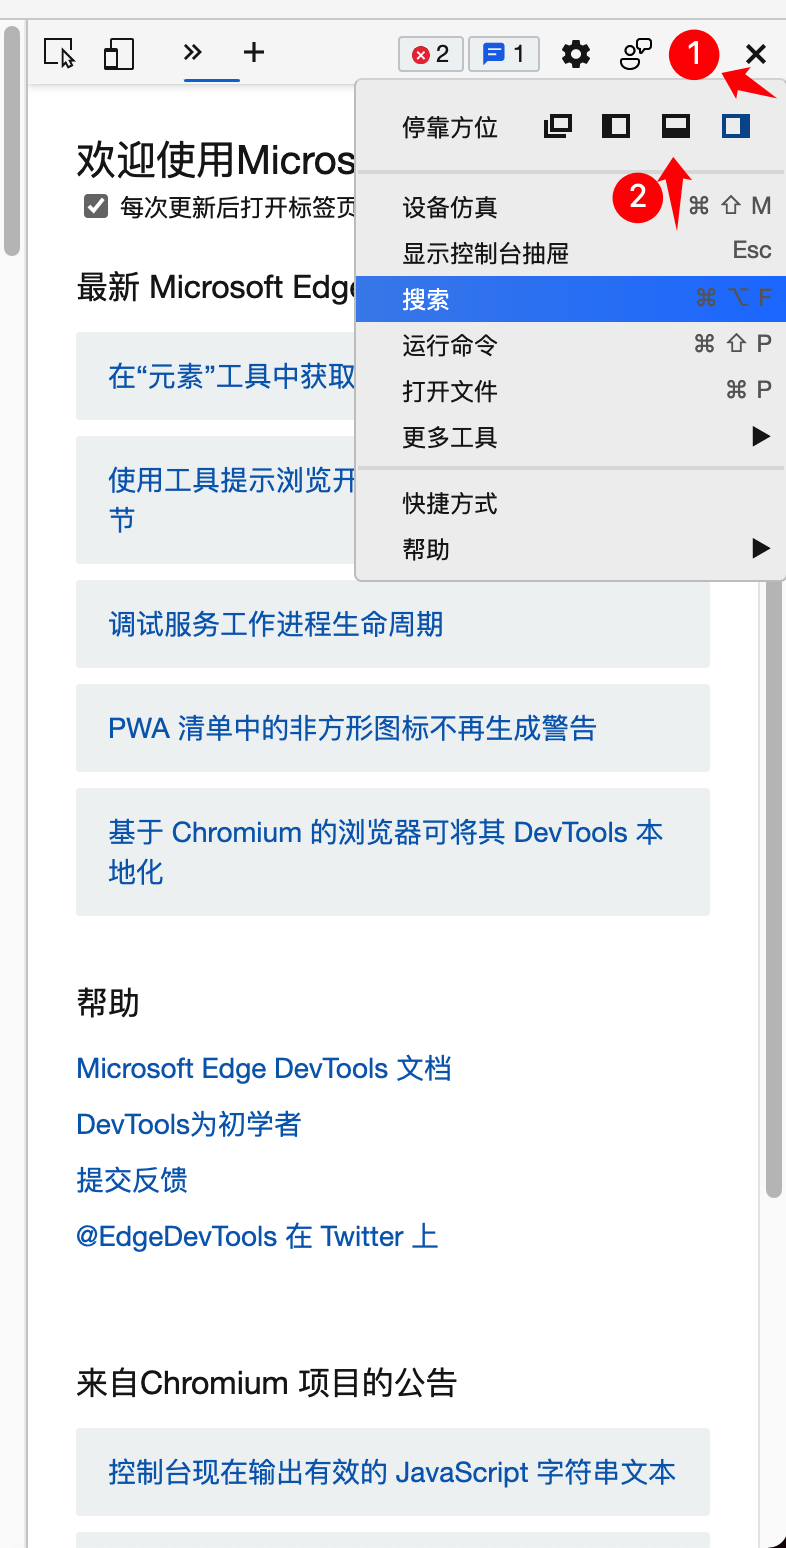 2 1 1
停靠方位
欢迎使用Micros
每次更新后打开标签页
2
设备仿真 ⌘ ⇧ M
显示控制台抽屉 Esc
最新 Microsoft Edge
搜索 ⌘ ⌥ F
运行命令 ⌘ ⇧ P
在“元素”工具中获取
打开文件 ⌘ P
更多工具
使用工具提示浏览开
节
快捷方式
帮助
调试服务工作进程生命周期
PWA 清单中的非方形图标不再生成警告
基于 Chromium 的浏览器可将其 DevTools 本
地化
帮助
Microsoft Edge DevTools 文档
DevTools为初学者
提交反馈
@EdgeDevTools 在 Twitter 上
来自Chromium 项目的公告
控制台现在输出有效的 JavaScript 字符串文本